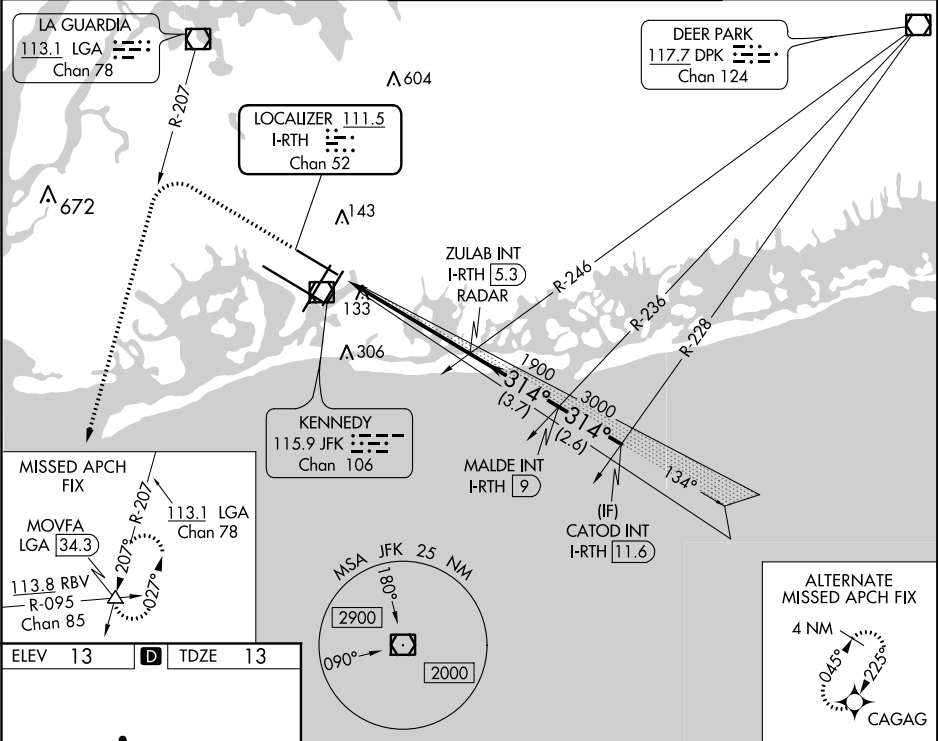 LA GUARDIA
113.1 LGA
Chan 78
R-207
604
DEER PARK
117.7 DPK
Chan 124
LOCALIZER 111.5
I-RTH
Chan 52
672
143
ZULAB INT
I-RTH 5.3
RADAR
R-246
R-236
R-228
133
306
1900
3000
314°
(3.7)
314°
(2.6)
134°
KENNEDY
115.9 JFK
Chan 106
MALDE INT
I-RTH 9
(IF)
CATOD INT
I-RTH 11.6
MISSED APCH
FIX
MOVFA
LGA 34.3
R-207
113.1 LGA
Chan 78
207°
027°
113.8 RBV
R-095
Chan 85
MSA JFK 25 NM
180°
2900
090°
2000
ALTERNATE
MISSED APCH FIX
4 NM
045°
225°
CAGAG
ELEV 13 D TDZE 13